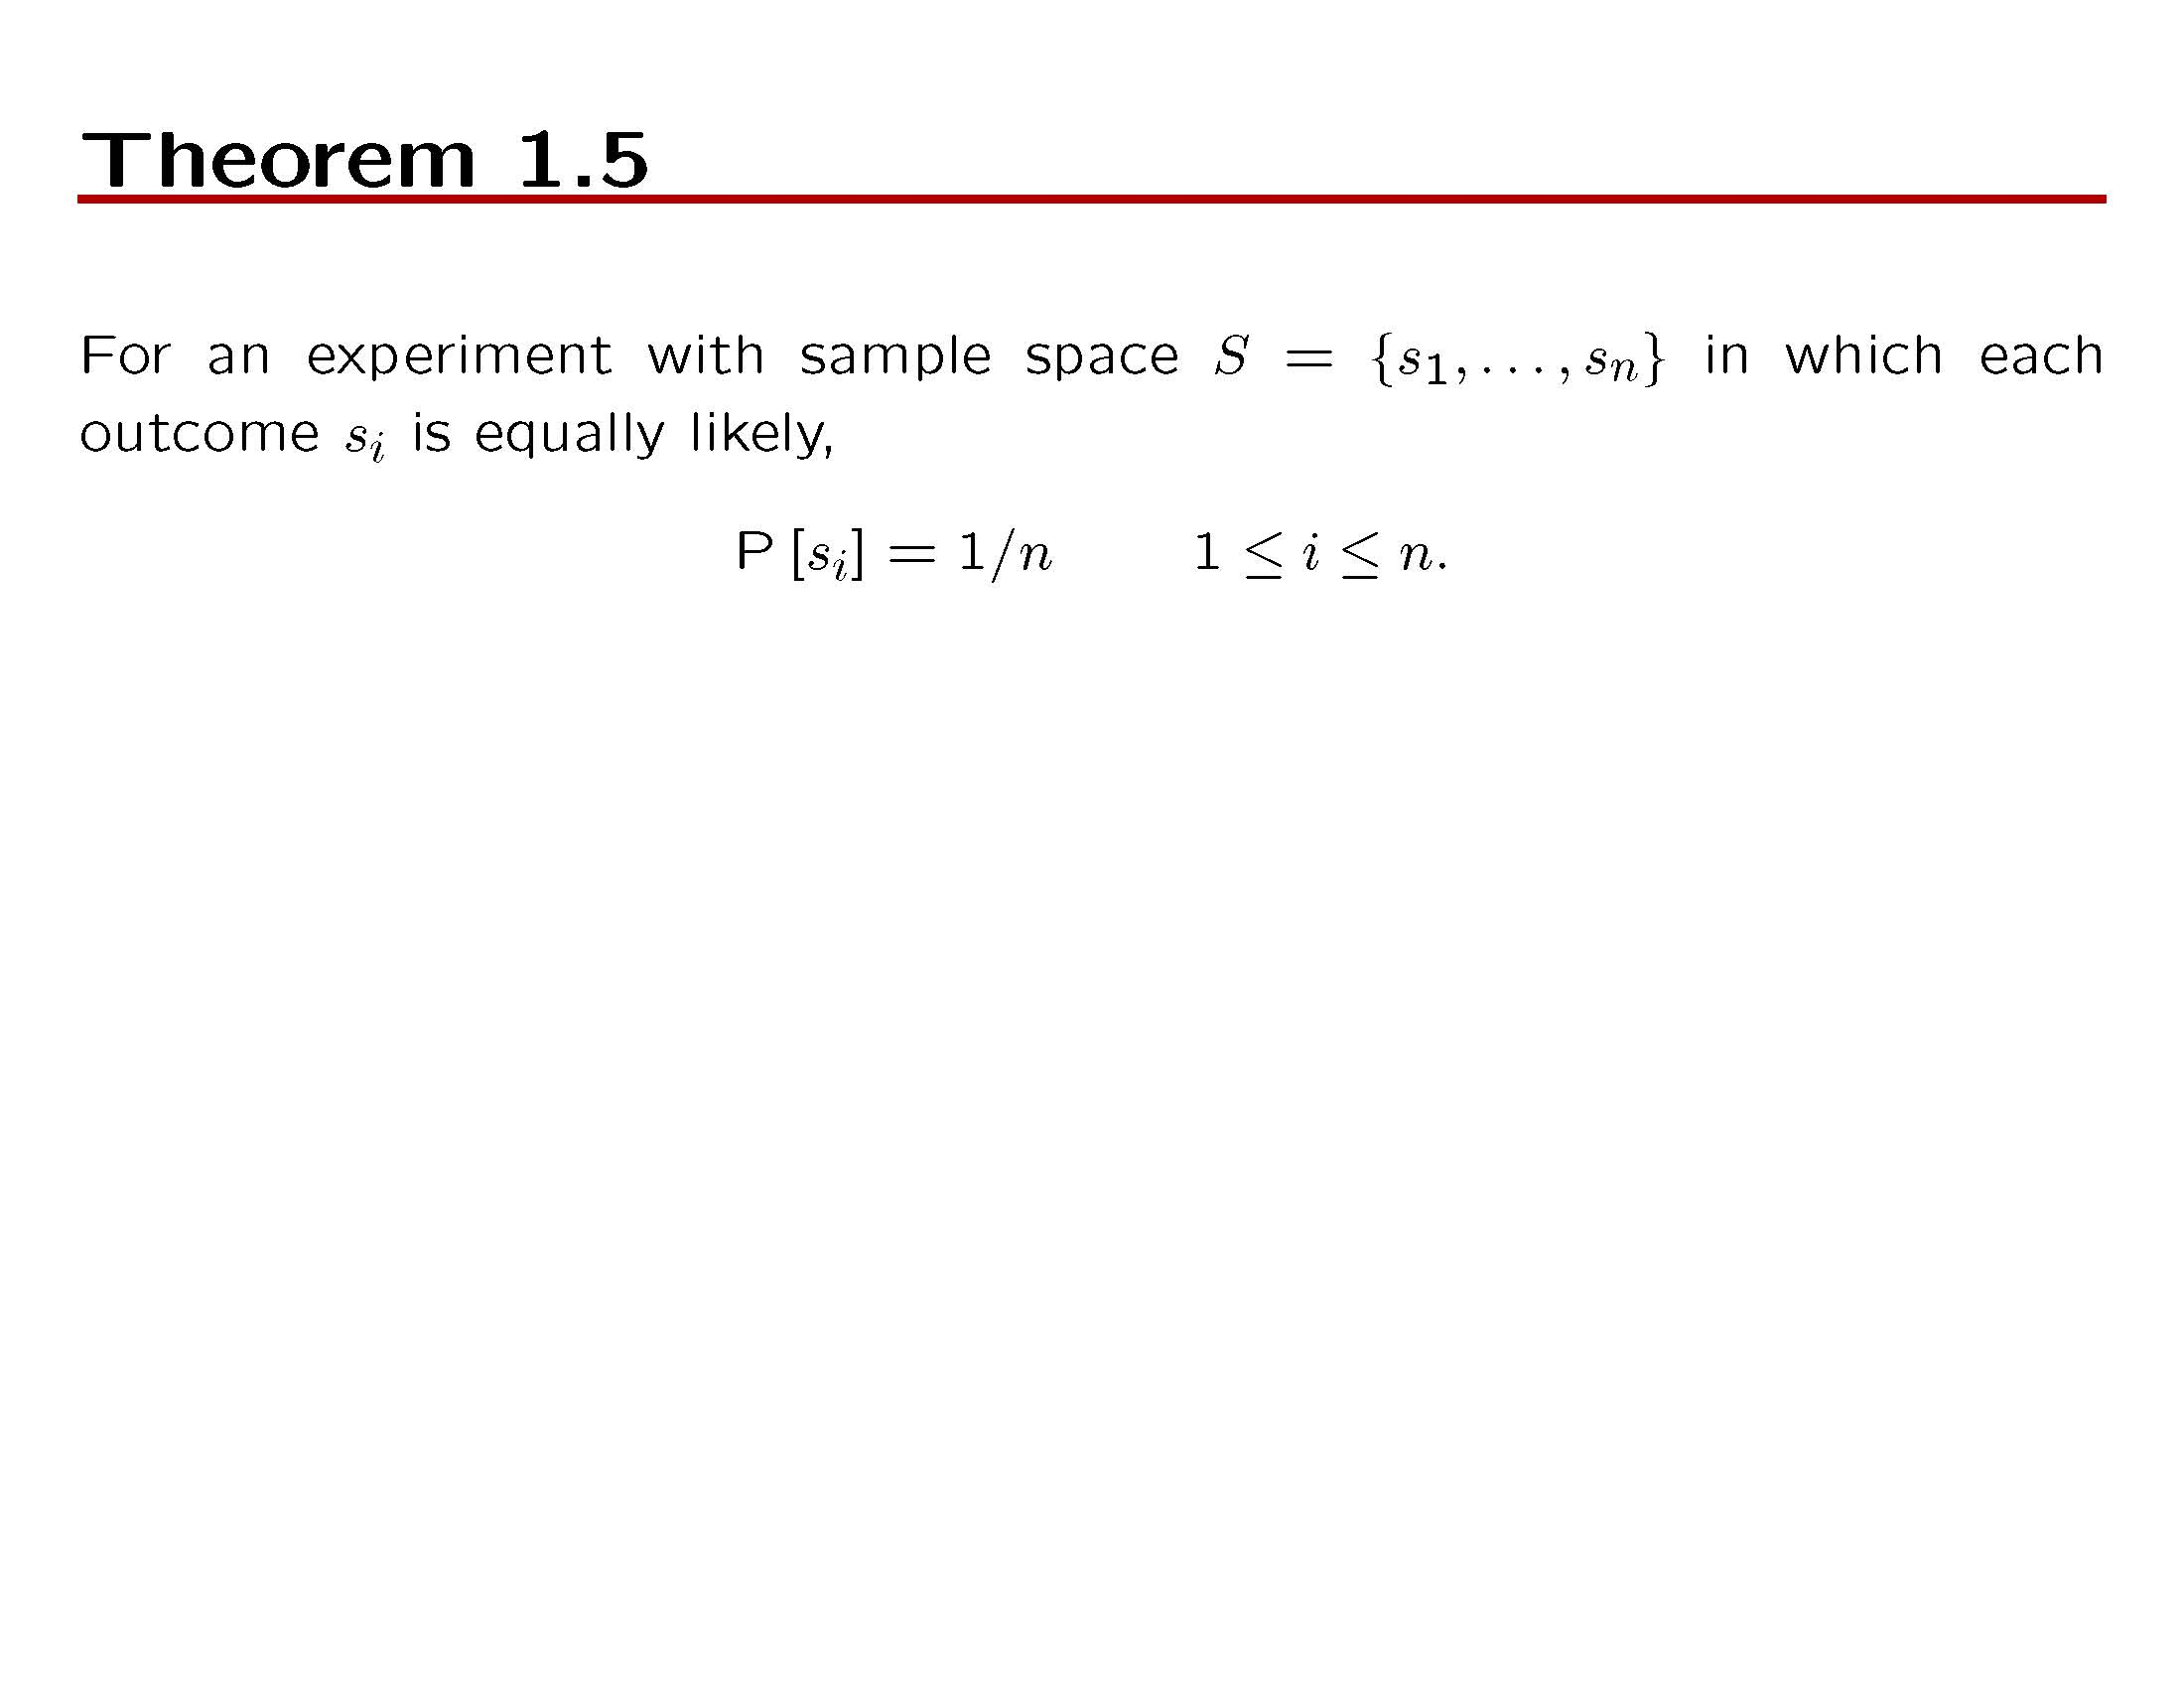 Theorem 1.5
For an experiment with sample space S = {s₁, . . . , sₙ} in which each
outcome sᵢ is equally likely,
P [sᵢ] = 1/n 1 ≤ i ≤ n.